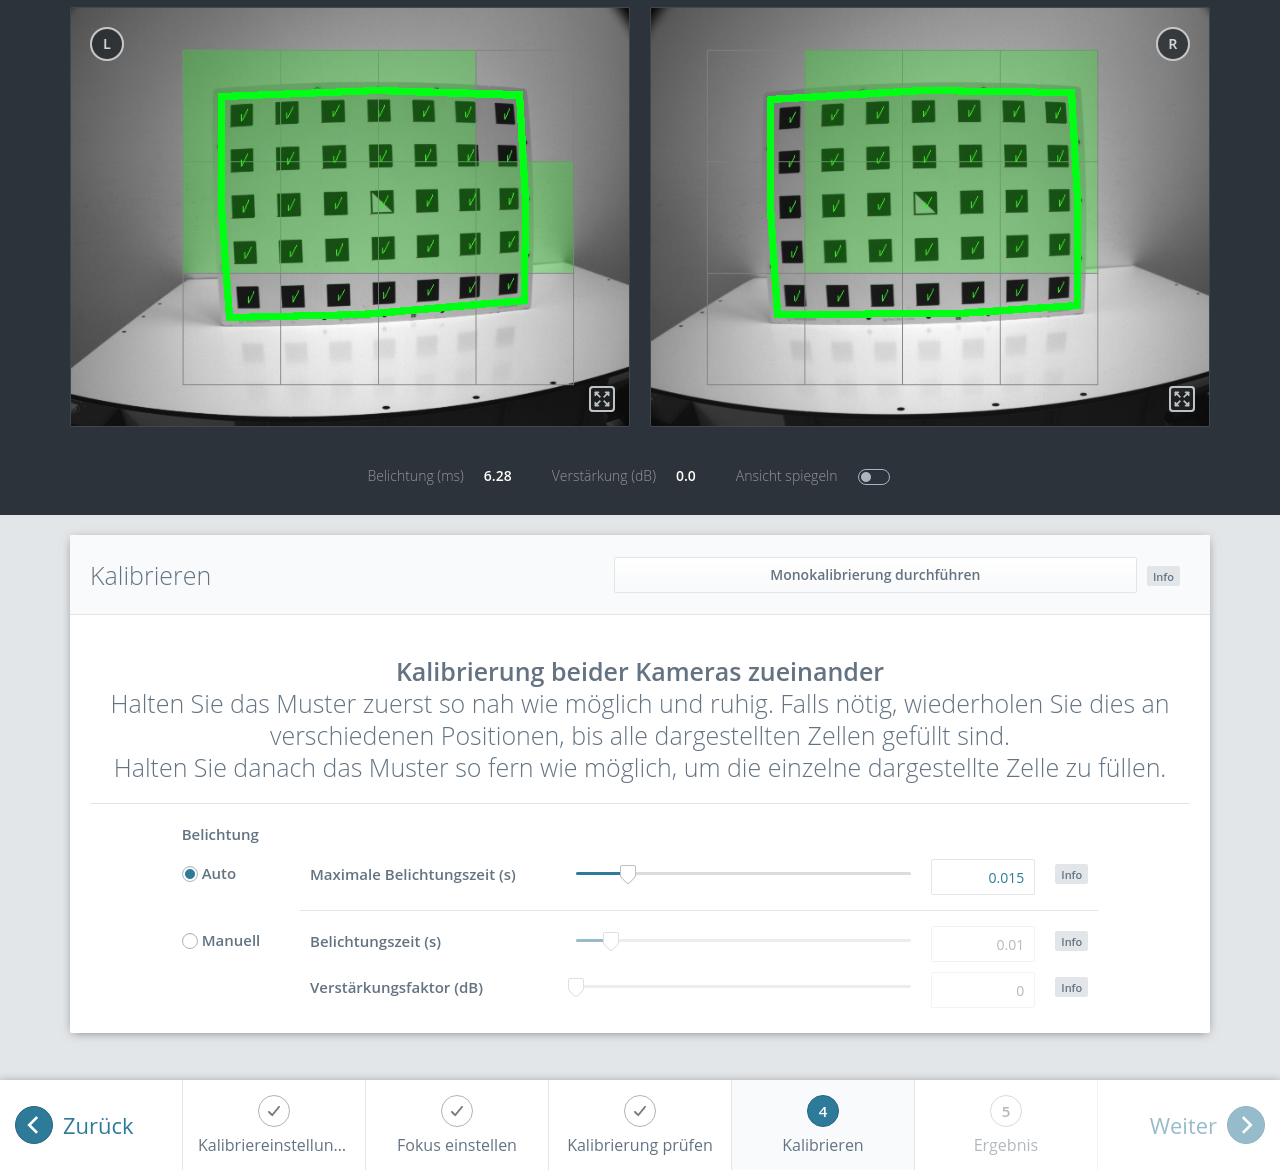 L
R
Belichtung (ms) 6.28 Verstärkung (dB) 0.0 Ansicht spiegeln
Kalibrieren
Monokalibrierung durchführen
Info
Kalibrierung beider Kameras zueinander
Halten Sie das Muster zuerst so nah wie möglich und ruhig. Falls nötig, wiederholen Sie dies an
verschiedenen Positionen, bis alle dargestellten Zellen gefüllt sind.
Halten Sie danach das Muster so fern wie möglich, um die einzelne dargestellte Zelle zu füllen.
Belichtung
Auto
Maximale Belichtungszeit (s)
0.015
Info
Manuell
Belichtungszeit (s)
0.01
Info
Verstärkungsfaktor (dB)
0
Info
Zurück
Kalibriereinstellun...
Fokus einstellen
Kalibrierung prüfen
4
Kalibrieren
5
Ergebnis
Weiter